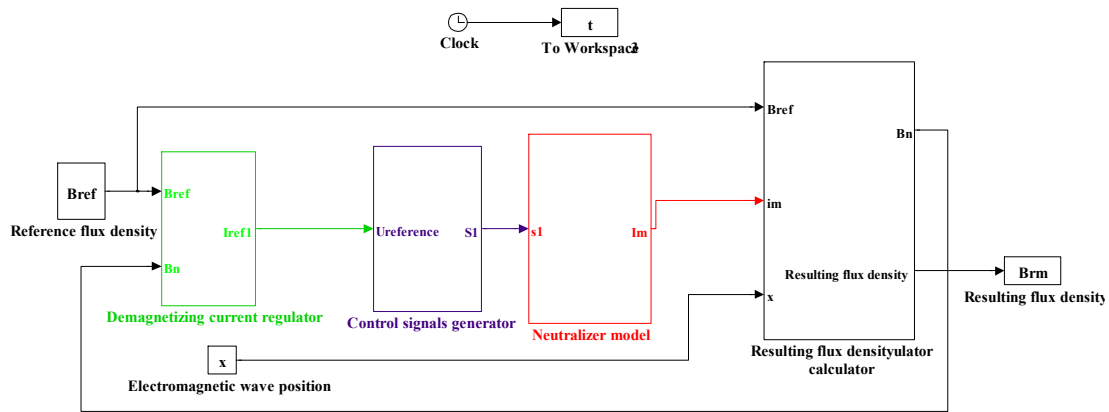 t
Clock
To Workspace
Bref
Bn
Bref
Bref
im
Reference flux density
Iref1
Ureference
S1
s1
Im
Bn
Resulting flux density
Brm
x
Resulting flux density
Demagnetizing current regulator
Control signals generator
Neutralizer model
Resulting flux densityulator
calculator
x
Electromagnetic wave position